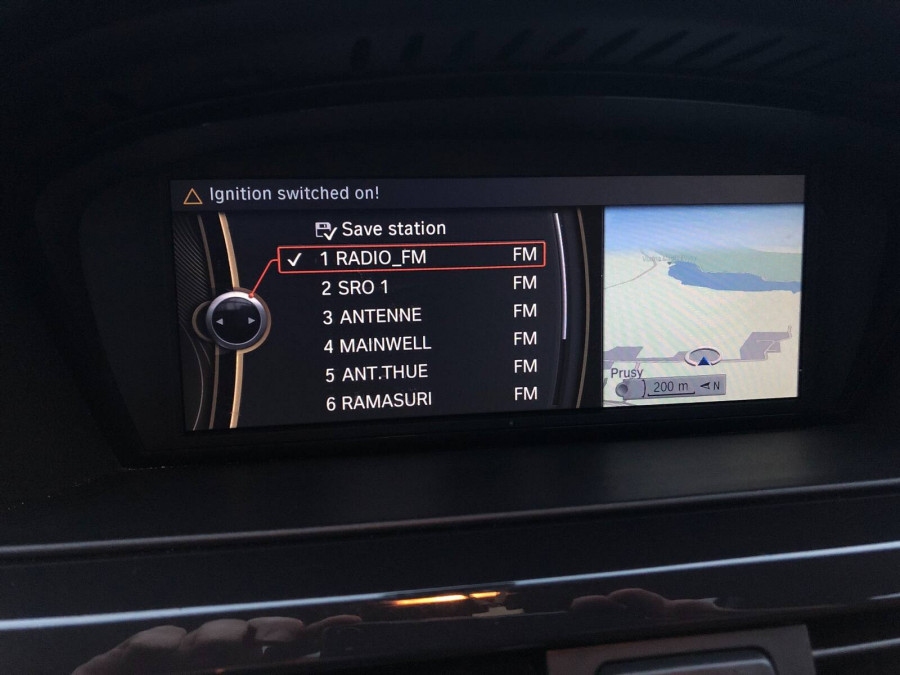 Ignition switched on!
Save station
1 RADIO_FM FM
2 SRO 1 FM
3 ANTENNE FM
4 MAINWELL FM
5 ANT.THUE FM
6 RAMASURI FM
Prusy
200 m N